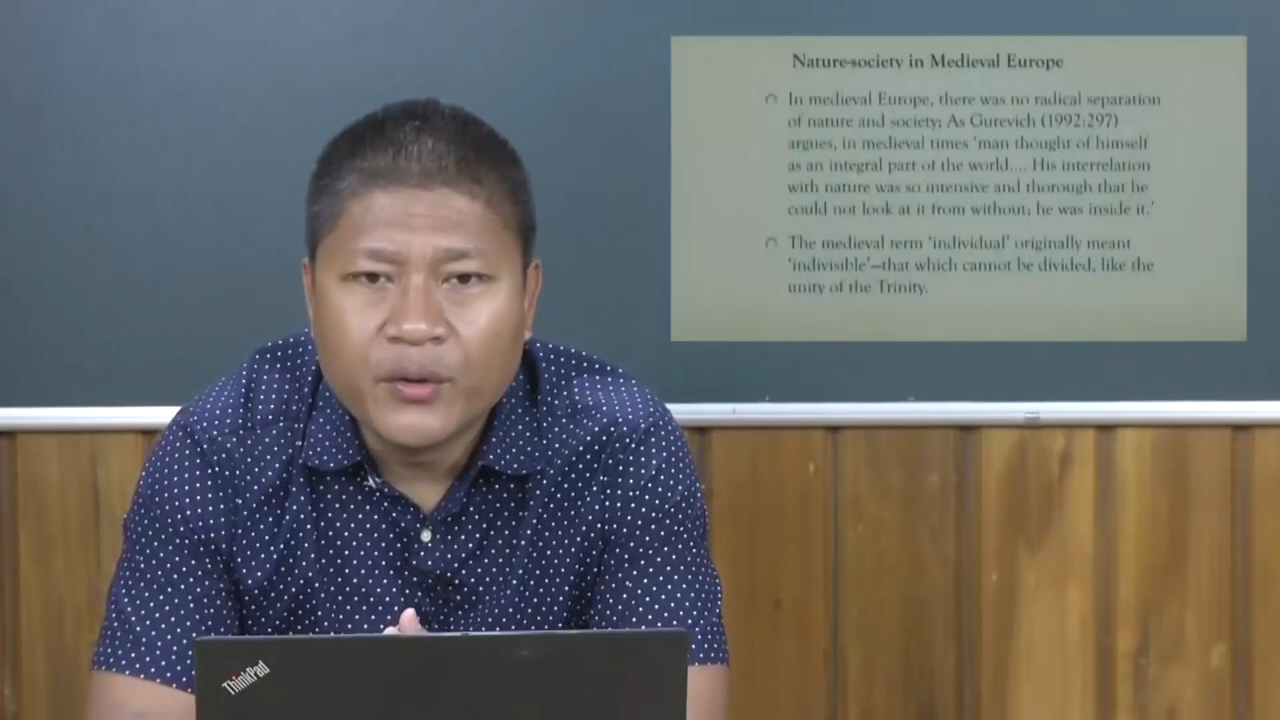 Nature-society in Medieval Europe
In medieval Europe, there was no radical separation
of nature and society; As Gurevich (1992:297)
argues, in medieval times 'man thought of himself
as an integral part of the world.... His interrelation
with nature was so intensive and thorough that he
could not look at it from without; he was inside it.'
The medieval term 'individual' originally meant
'indivisible'—that which cannot be divided, like the
unity of the Trinity.
ThinkPad